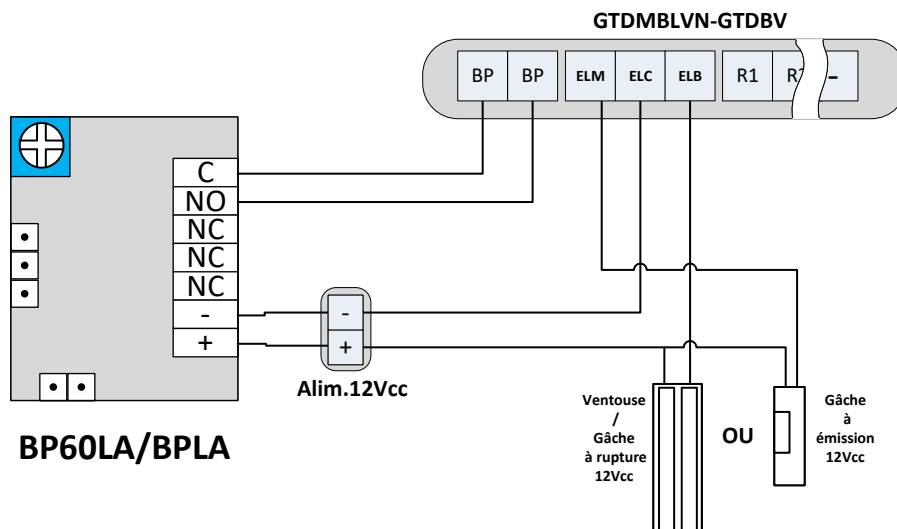 GTDMBLVN-GTDBV
BP BP ELM ELC ELB R1 -
C
NO
NC
NC
NC
-
+
-
+
Alim.12Vcc
BP60LA/BPLA
Ventouse
/
Gâche
à rupture
12Vcc
OU
Gâche
à
émission
12Vcc